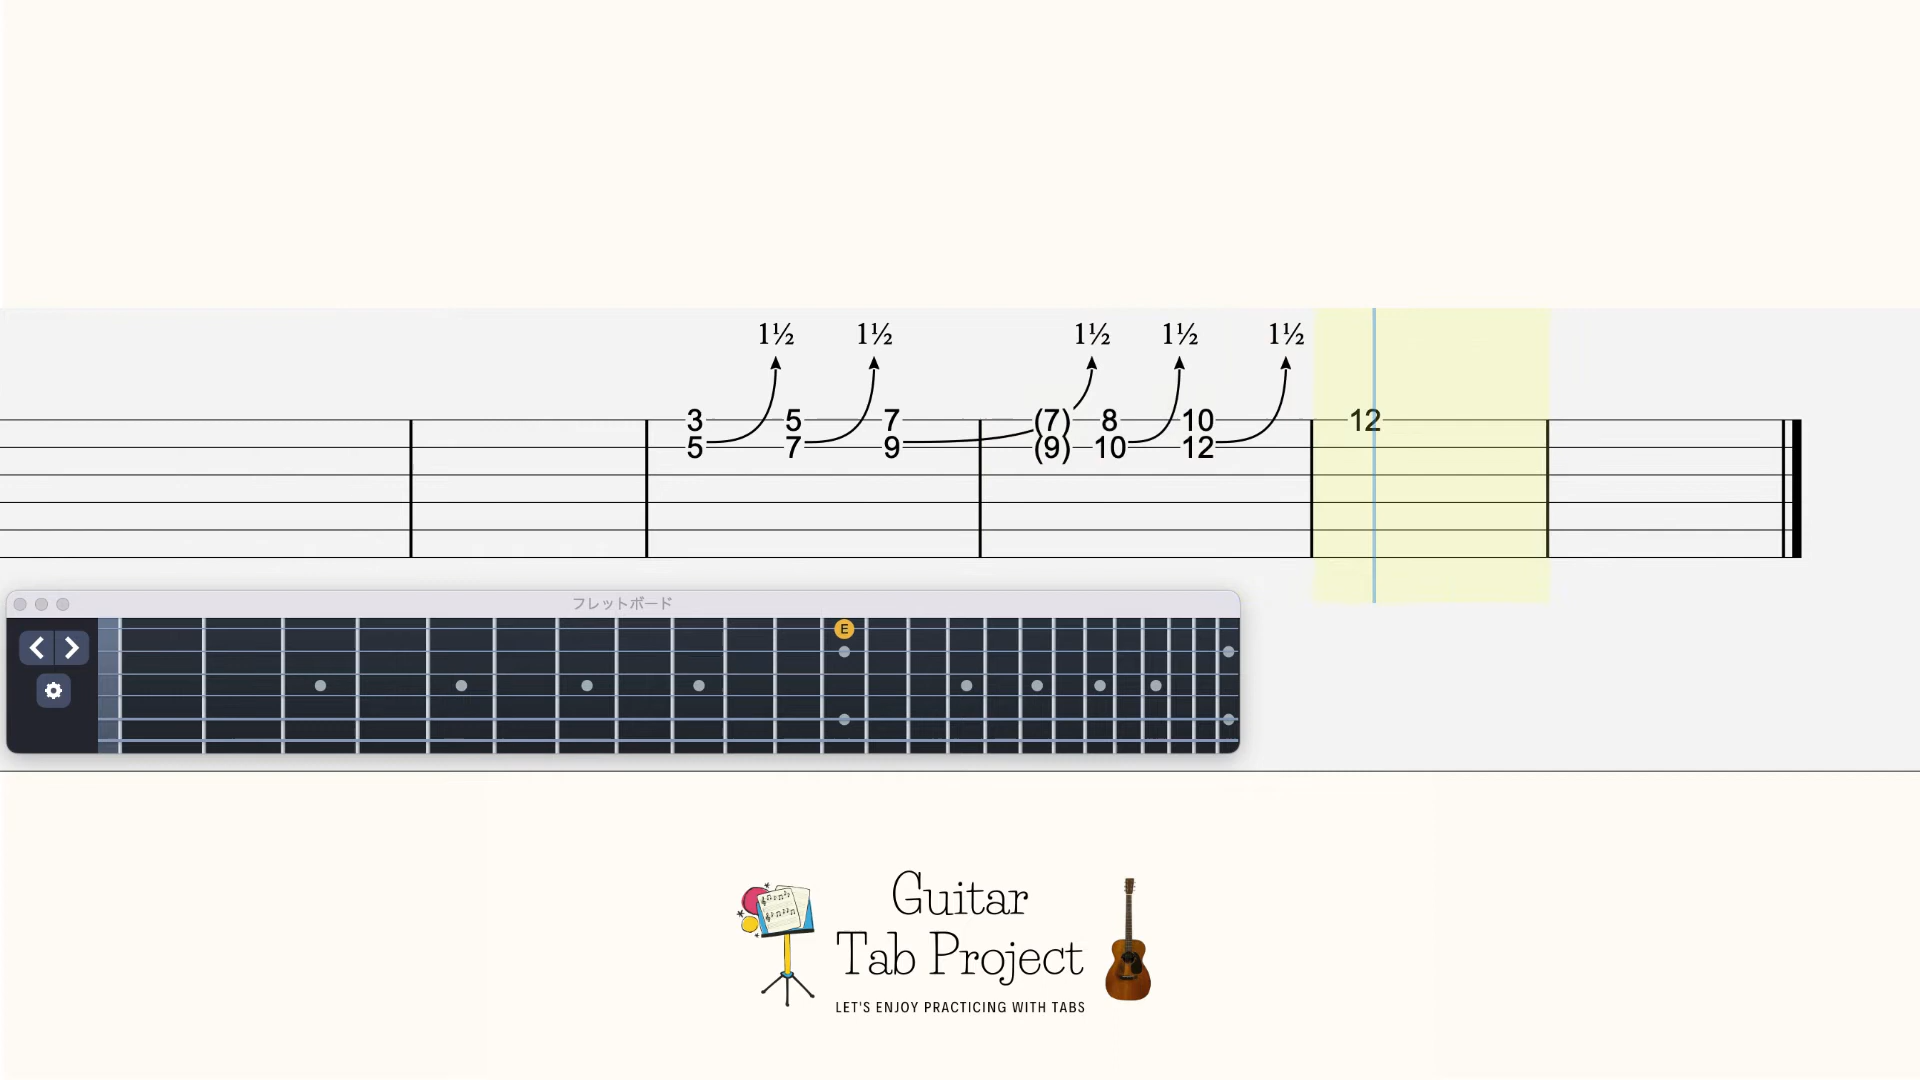 1½ 1½ 1½ 1½ 1½
3 5 7 (7) 8 10 12
5 7 9 (9) 10 12
フレットボード
E
Guitar
Tab Project
LET'S ENJOY PRACTICING WITH TABS